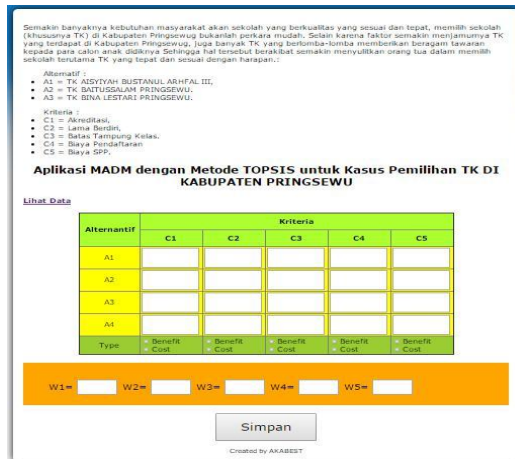 Semakin banyaknya kebutuhan masyarakat akan sekolah yang berkualitas yang sesuai dan tepat, memilih sekolah
(khususnya TK) di Kabupaten Pringsewug bukanlah perkara mudah. Selain karena faktor semakin menjamurnya TK
yang terdapat di Kabupaten Pringsewug, juga banyak TK yang berlomba-lomba memberikan beragam tawaran
kepada para calon anak didiknya Sehingga hal tersebut berakibat semakin menyulitkan orang tua dalam memilih
sekolah terutama TK yang tepat dan sesuai dengan harapan.:
Alternatif :
• A1 = TK AISYIYAH BUSTANUL ARHFAL III,
• A2 = TK BAITUSSALAM PRINGSEWU.
• A3 = TK BINA LESTARI PRINGSEWU.
Kriteria :
• C1 = Akreditasi,
• C2 = Lama Berdiri,
• C3 = Batas Tampung Kelas.
• C4 = Biaya Pendaftaran
• C5 = Biaya SPP.
Aplikasi MADM dengan Metode TOPSIS untuk Kasus Pemilihan TK DI
KABUPATEN PRINGSEWU
Lihat Data
Alternantif Kriteria
C1 C2 C3 C4 C5
A1
A2
A3
A4
Type Benefit Benefit Benefit Benefit Benefit
Cost Cost Cost Cost Cost
W1= W2= W3= W4= W5=
Simpan
Created by AKABEST